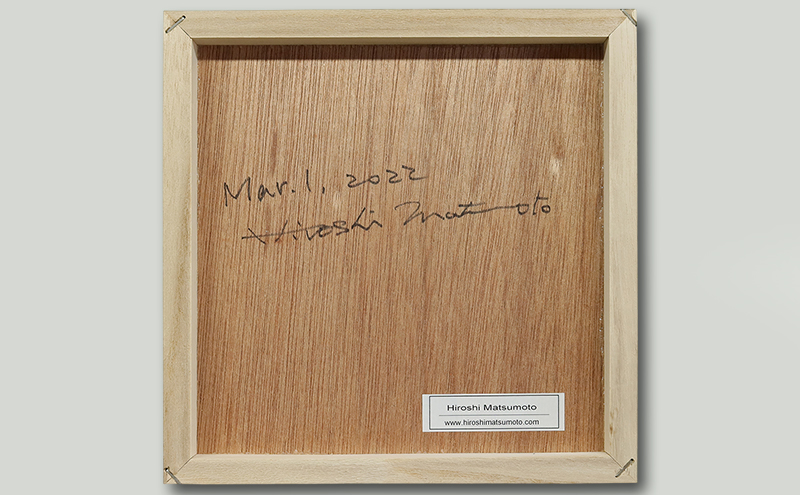 Mar. 1, 2022
Hiroshi Matsumoto
Hiroshi Matsumoto
www.hiroshimatsumoto.com